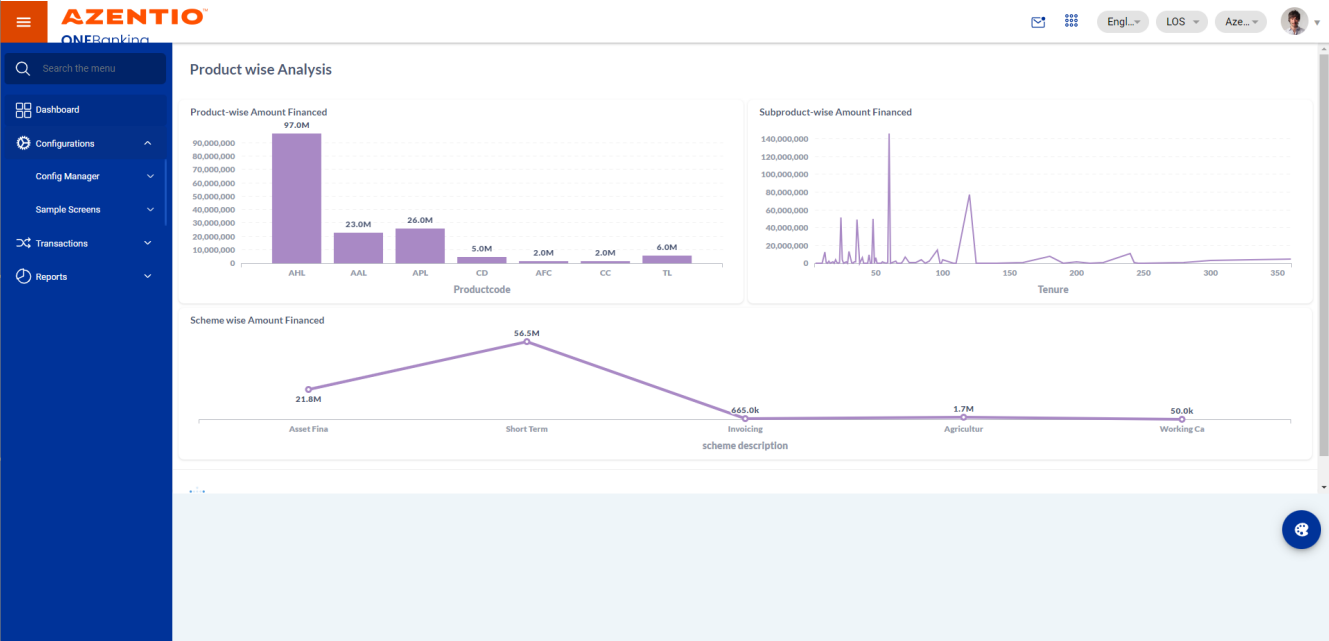 AZENTIO™
ONEBanking
Engl...
LOS
Aze...
Search the menu
Dashboard
Configurations
Config Manager
Sample Screens
Transactions
Reports
Product wise Analysis
Product-wise Amount Financed
97.0M
90,000,000
80,000,000
70,000,000
60,000,000
50,000,000
40,000,000
30,000,000
20,000,000
10,000,000
0
23.0M
26.0M
5.0M
2.0M
2.0M
6.0M
AHL
AAL
APL
CD
AFC
CC
TL
Productcode
Subproduct-wise Amount Financed
140,000,000
120,000,000
100,000,000
80,000,000
60,000,000
40,000,000
20,000,000
0
50
100
150
200
250
300
350
Tenure
Scheme wise Amount Financed
56.5M
21.8M
665.0k
1.7M
50.0k
Asset Fina
Short Term
Invoicing
Agricultur
Working Ca
scheme description